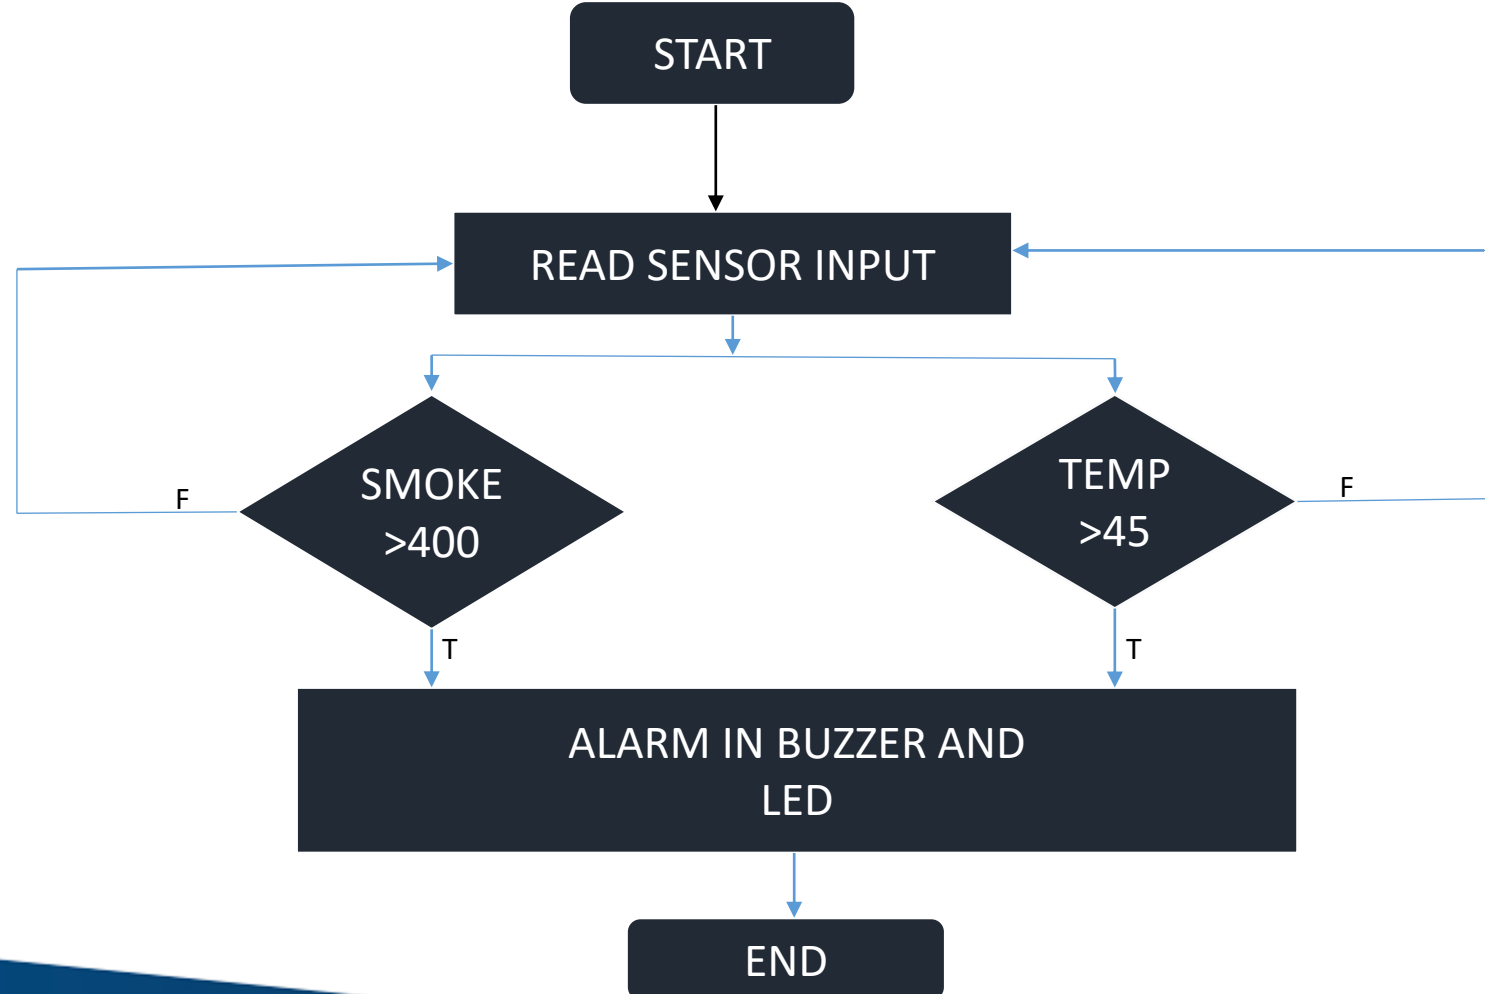 START
READ SENSOR INPUT
SMOKE
>400
F
TEMP
>45
F
T
T
ALARM IN BUZZER AND
LED
END